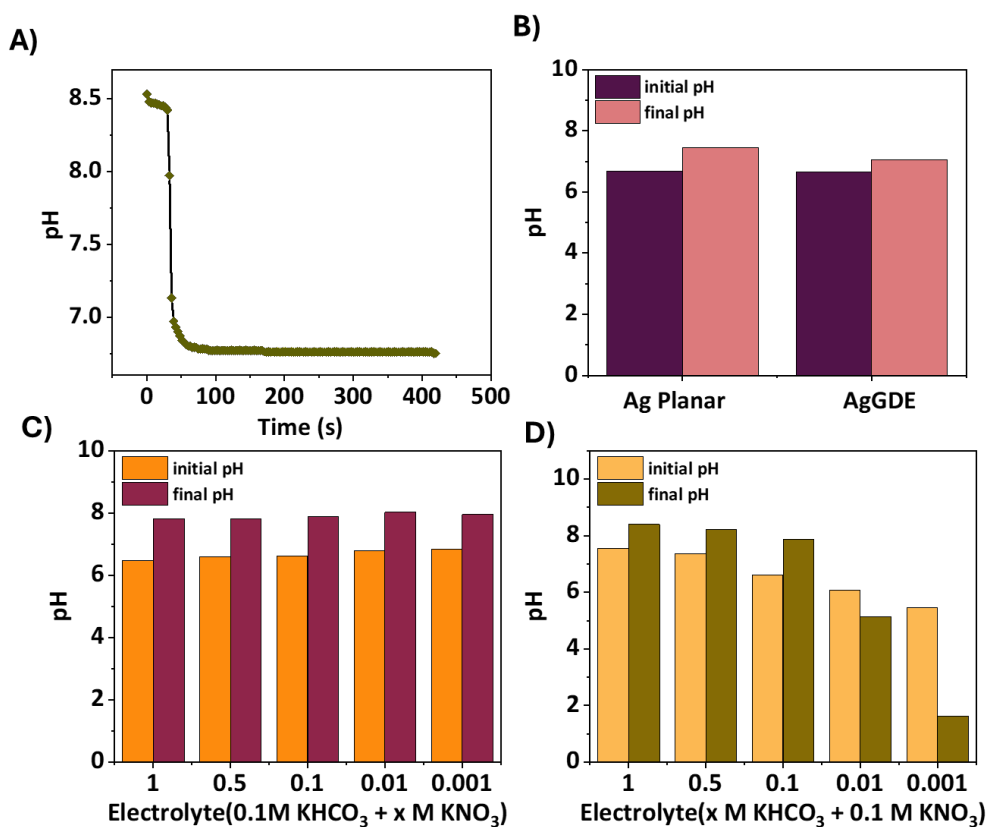 A)
8.5
8.0
7.5
7.0
pH
0 100 200 300 400 500
Time (s)
B)
10
8
6
4
2
0
pH
initial pH
final pH
Ag Planar AgGDE
C)
10
8
6
4
2
0
pH
initial pH
final pH
1 0.5 0.1 0.01 0.001
Electrolyte(0.1M KHCO₃ + x M KNO₃)
D)
10
8
6
4
2
0
pH
initial pH
final pH
1 0.5 0.1 0.01 0.001
Electrolyte(x M KHCO₃ + 0.1 M KNO₃)